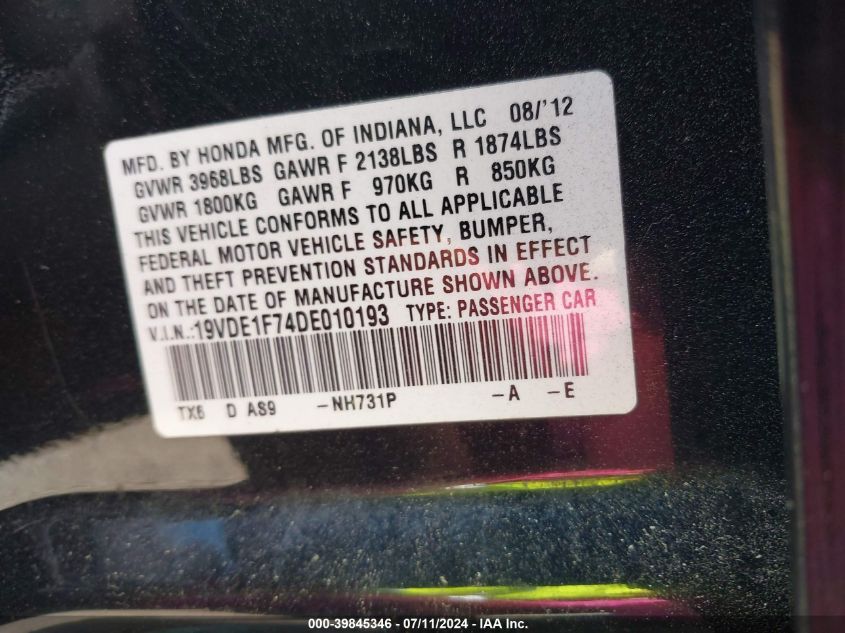 MFD. BY HONDA MFG. OF INDIANA, LLC 08/'12
GVWR 3968LBS GAWR F 2138LBS R 1874LBS
GVWR 1800KG GAWR F 970KG R 850KG
THIS VEHICLE CONFORMS TO ALL APPLICABLE
FEDERAL MOTOR VEHICLE SAFETY, BUMPER,
AND THEFT PREVENTION STANDARDS IN EFFECT
ON THE DATE OF MANUFACTURE SHOWN ABOVE.
V.I.N.:19VDE1F74DE010193 TYPE: PASSENGER CAR
TX6 D AS9 -NH731P -A -E
000-39845346 - 07/11/2024 - IAA Inc.